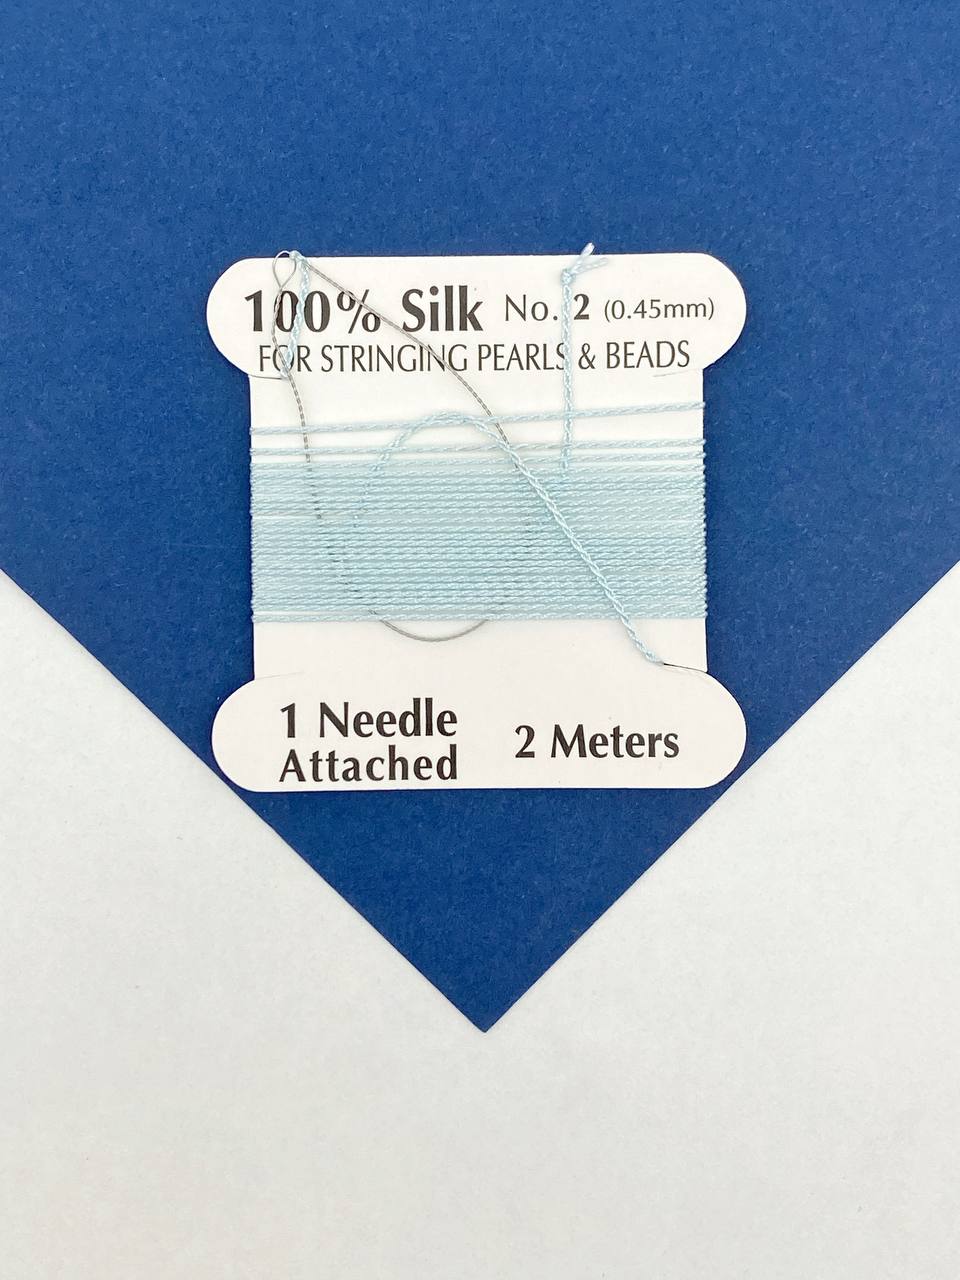 100% Silk No. 2 (0.45mm)
FOR STRINGING PEARLS & BEADS
1 Needle Attached
2 Meters